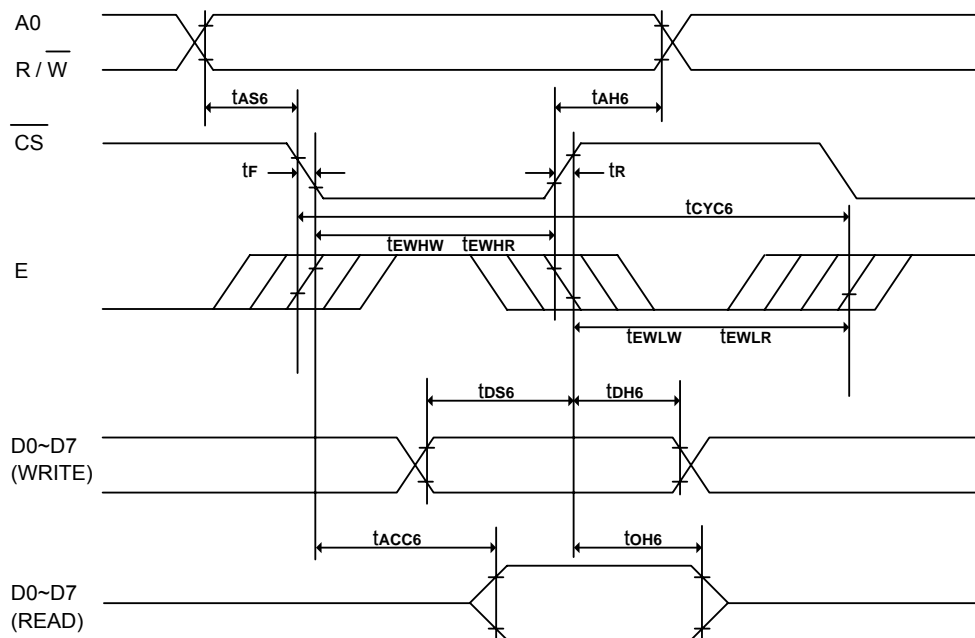 A0
R / W
tAS6 tAH6
CS
tF tR
tCYC6
tEWHW tEWHR
E
tEWLW tEWLR
tDS6 tDH6
D0~D7
(WRITE)
tACC6 tOH6
D0~D7
(READ)